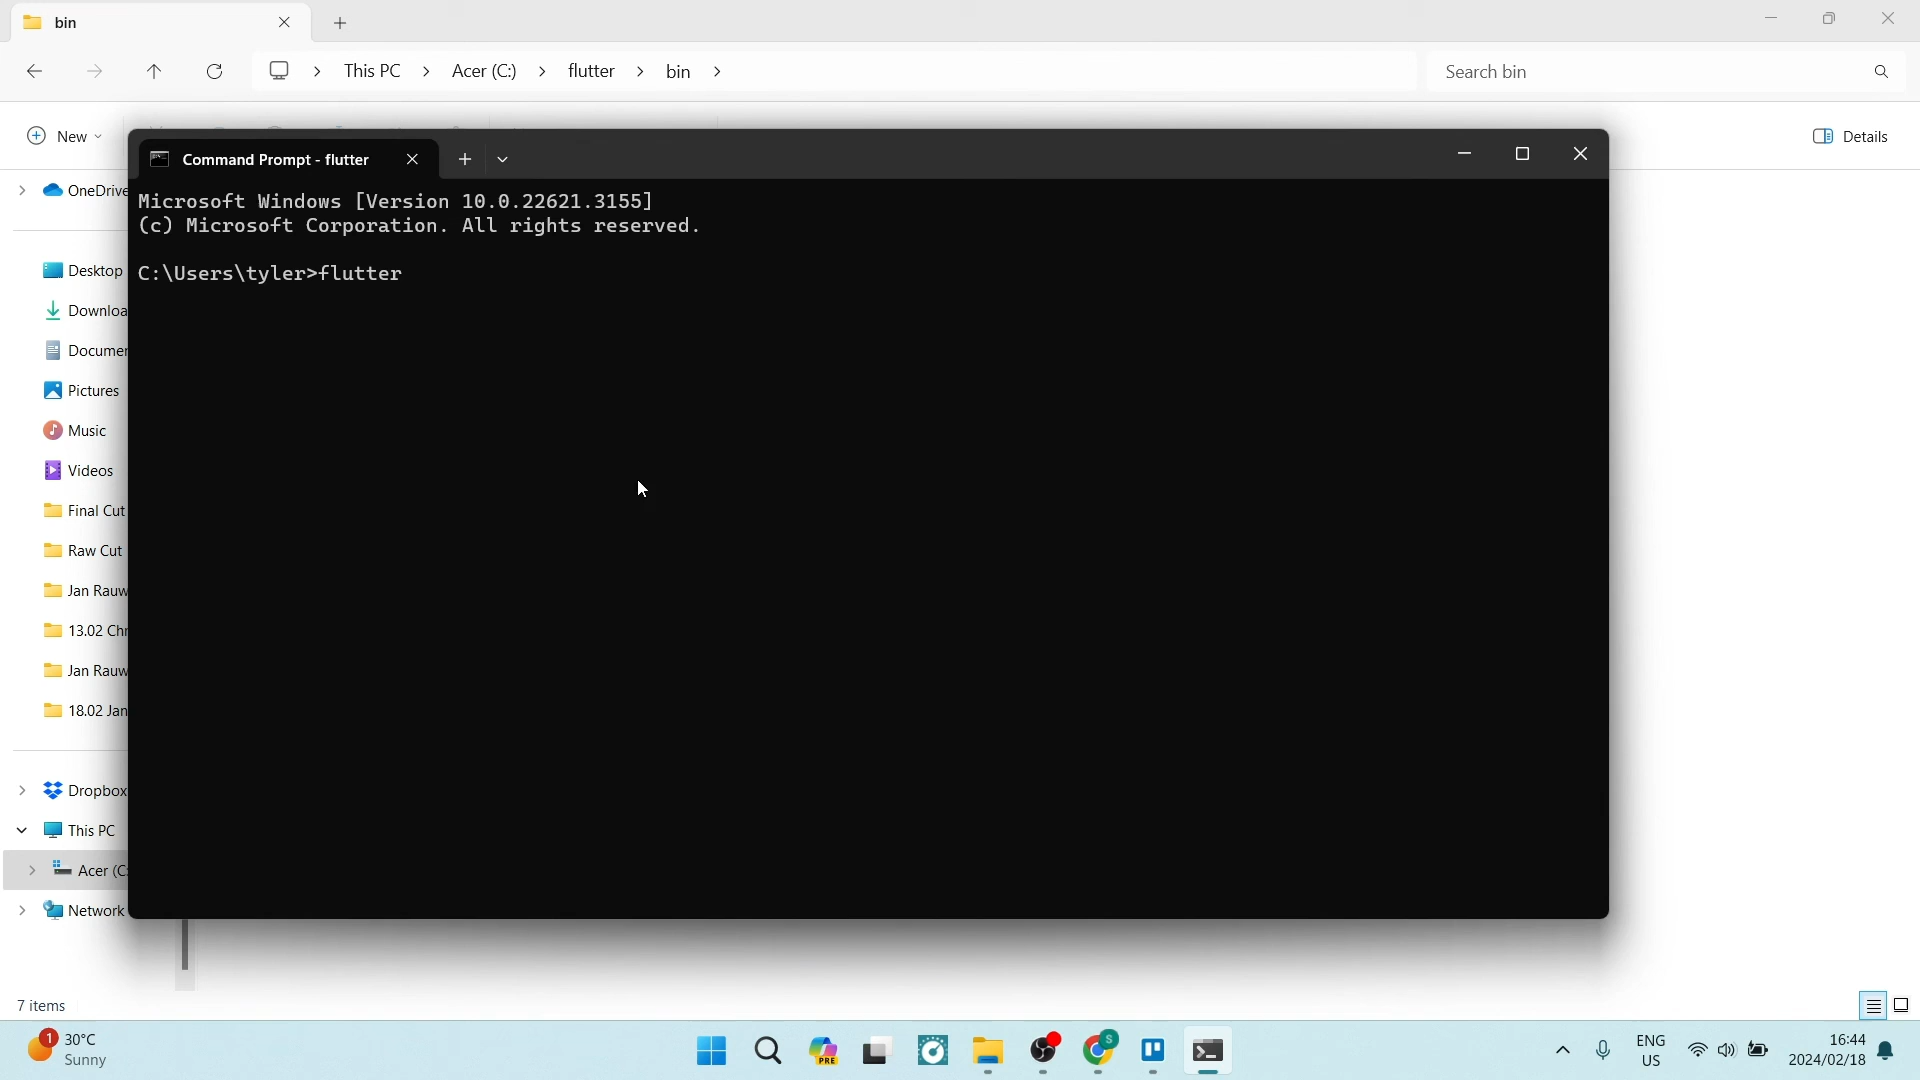 bin
This PC > Acer (C:) > flutter > bin >
Search bin
New
Details
Command Prompt - flutter
OneDrive
Microsoft Windows [Version 10.0.22621.3155]
(c) Microsoft Corporation. All rights reserved.
C:\Users\tyler>flutter
Desktop
Downloa
Documen
Pictures
Music
Videos
Final Cut
Raw Cut
Jan Rauw
13.02 Chr
Jan Rauw
18.02 Jan
Dropbox
This PC
Acer (C:
Network
7 items
1
30°C
Sunny
PRE
S
ENG
US
16:44
2024/02/18